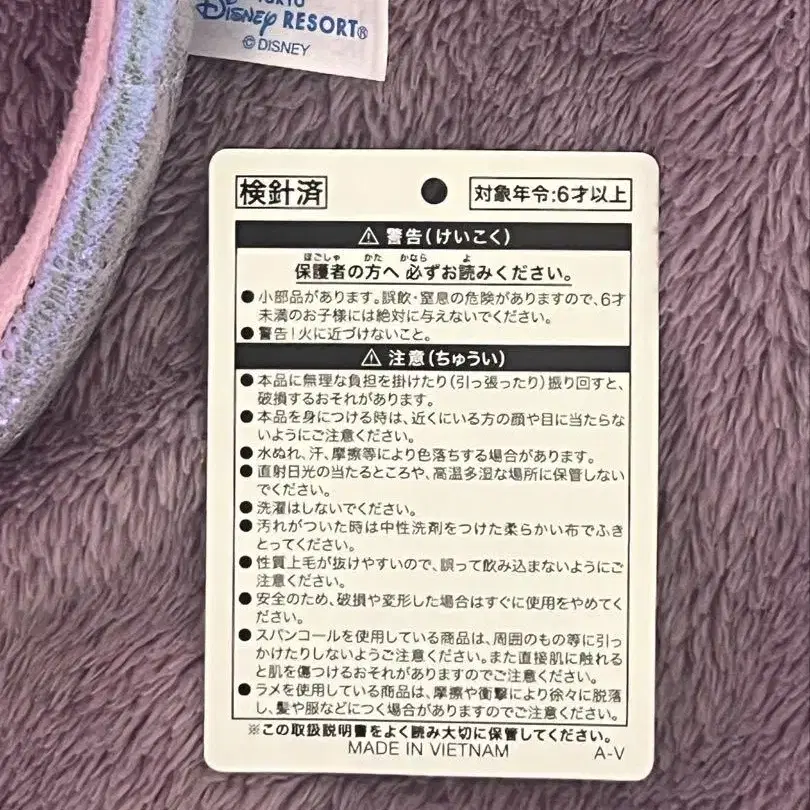 TOKYO
Disney RESORT®
©DISNEY
検針済
対象年令:6才以上
⚠ 警告(けいこく)
ほごしゃ かた かなら よ
保護者の方へ 必ずお読みください。
●小部品があります。誤飲・窒息の危険がありますので、6才
未満のお子様には絶対に与えないでください。
●警告!火に近づけないこと。
⚠ 注意(ちゅうい)
●本品に無理な負担を掛けたり(引っ張ったり)振り回すと、
破損するおそれがあります。
●本品を身につける時は、近くにいる方の顔や目に当たらな
いようにご注意ください。
●水ぬれ、汗、摩擦等により色落ちする場合があります。
●直射日光の当たるところや、高温多湿な場所に保管しない
でください。
●洗濯はしないでください。
●汚れがついた時は中性洗剤をつけた柔らかい布でふき
とってください。
●性質上毛が抜けやすいので、誤って飲み込まないようにご
注意ください。
●安全のため、破損や変形した場合はすぐに使用をやめてく
ださい。
●スパンコールを使用している商品は、周囲のもの等に引っ
かけたりしないようご注意ください。また直接肌に触れる
と肌を傷つけるおそれがありますのでご注意ください。
●ラメを使用している商品は、摩擦や衝撃により徐々に脱落
し、髪や服などにつく場合がありますのでご注意ください。
※この取扱説明書をよく読み大切に保管してください。
MADE IN VIETNAM
A-V